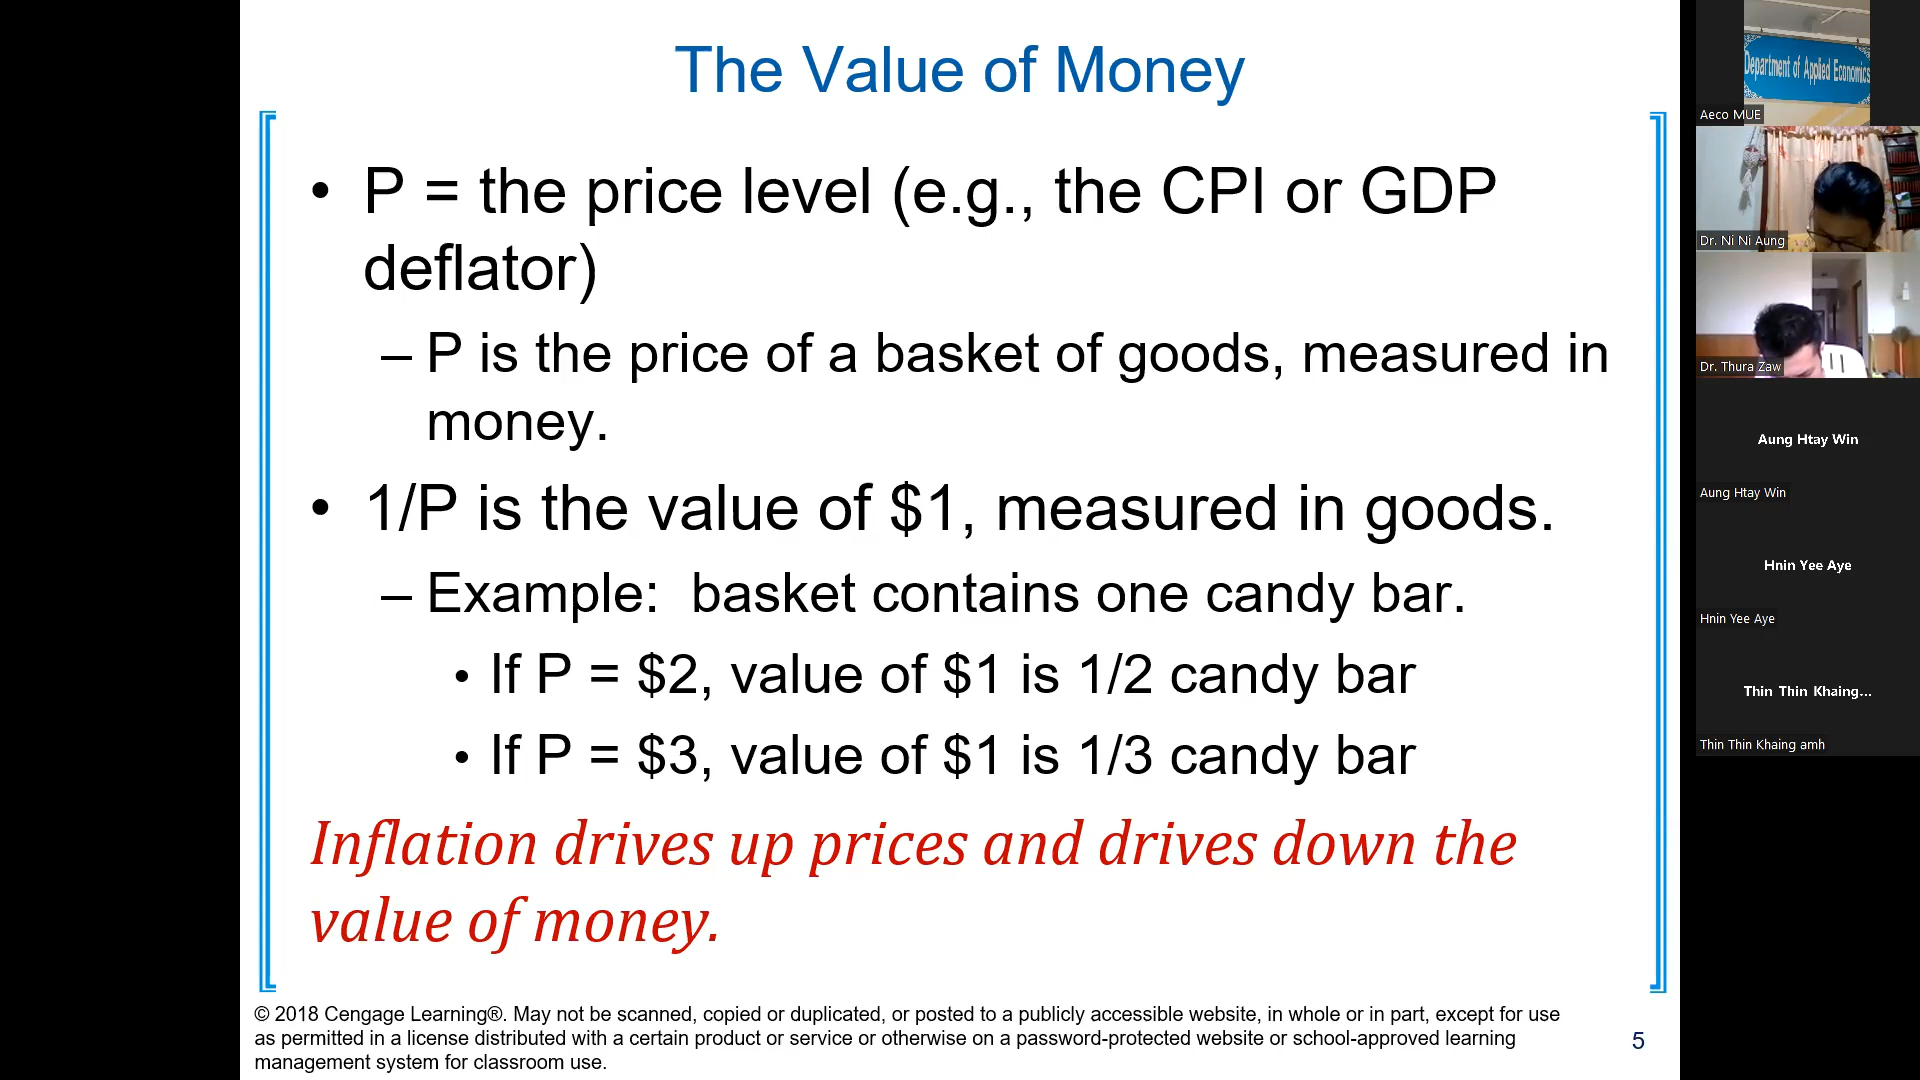 The Value of Money
• P = the price level (e.g., the CPI or GDP
deflator)
– P is the price of a basket of goods, measured in
money.
• 1/P is the value of $1, measured in goods.
– Example:  basket contains one candy bar.
• If P = $2, value of $1 is 1/2 candy bar
• If P = $3, value of $1 is 1/3 candy bar
Inflation drives up prices and drives down the
value of money.
© 2018 Cengage Learning®. May not be scanned, copied or duplicated, or posted to a publicly accessible website, in whole or in part, except for use
as permitted in a license distributed with a certain product or service or otherwise on a password-protected website or school-approved learning
management system for classroom use.
5
Department of Applied Economics
Aeco MUE
Dr. Ni Ni Aung
Dr. Thura Zaw
Aung Htay Win
Aung Htay Win
Hnin Yee Aye
Hnin Yee Aye
Thin Thin Khaing...
Thin Thin Khaing amh